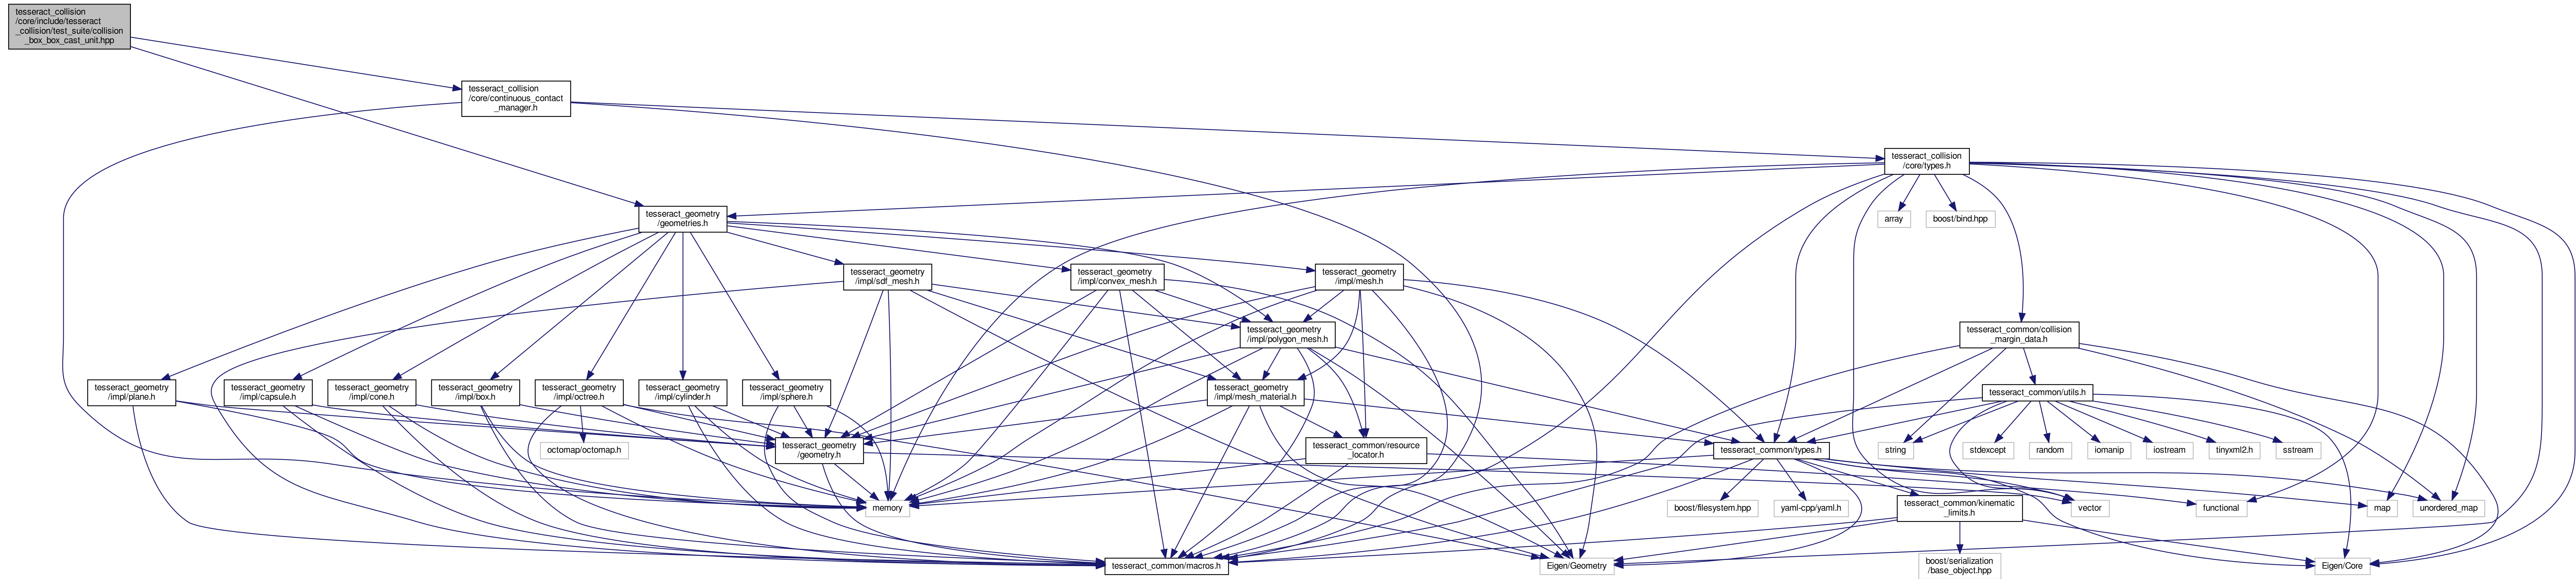 tesseract_collision
/core/include/tesseract
_collision/test_suite/collision
_box_box_cast_unit.hpp
tesseract_collision
/core/continuous_contact
_manager.h
tesseract_collision
/core/types.h
tesseract_geometry
/geometries.h
array
boost/bind.hpp
tesseract_geometry
/impl/sdf_mesh.h
tesseract_geometry
/impl/convex_mesh.h
tesseract_geometry
/impl/mesh.h
tesseract_geometry
/impl/polygon_mesh.h
tesseract_common/collision
_margin_data.h
tesseract_geometry
/impl/plane.h
tesseract_geometry
/impl/capsule.h
tesseract_geometry
/impl/cone.h
tesseract_geometry
/impl/box.h
tesseract_geometry
/impl/octree.h
tesseract_geometry
/impl/cylinder.h
tesseract_geometry
/impl/sphere.h
tesseract_geometry
/impl/mesh_material.h
tesseract_common/utils.h
octomap/octomap.h
tesseract_geometry
/geometry.h
tesseract_common/resource
_locator.h
tesseract_common/types.h
string
stdexcept
random
iomanip
iostream
tinyxml2.h
sstream
memory
boost/filesystem.hpp
yaml-cpp/yaml.h
tesseract_common/kinematic
_limits.h
vector
functional
map
unordered_map
tesseract_common/macros.h
Eigen/Geometry
boost/serialization
/base_object.hpp
Eigen/Core